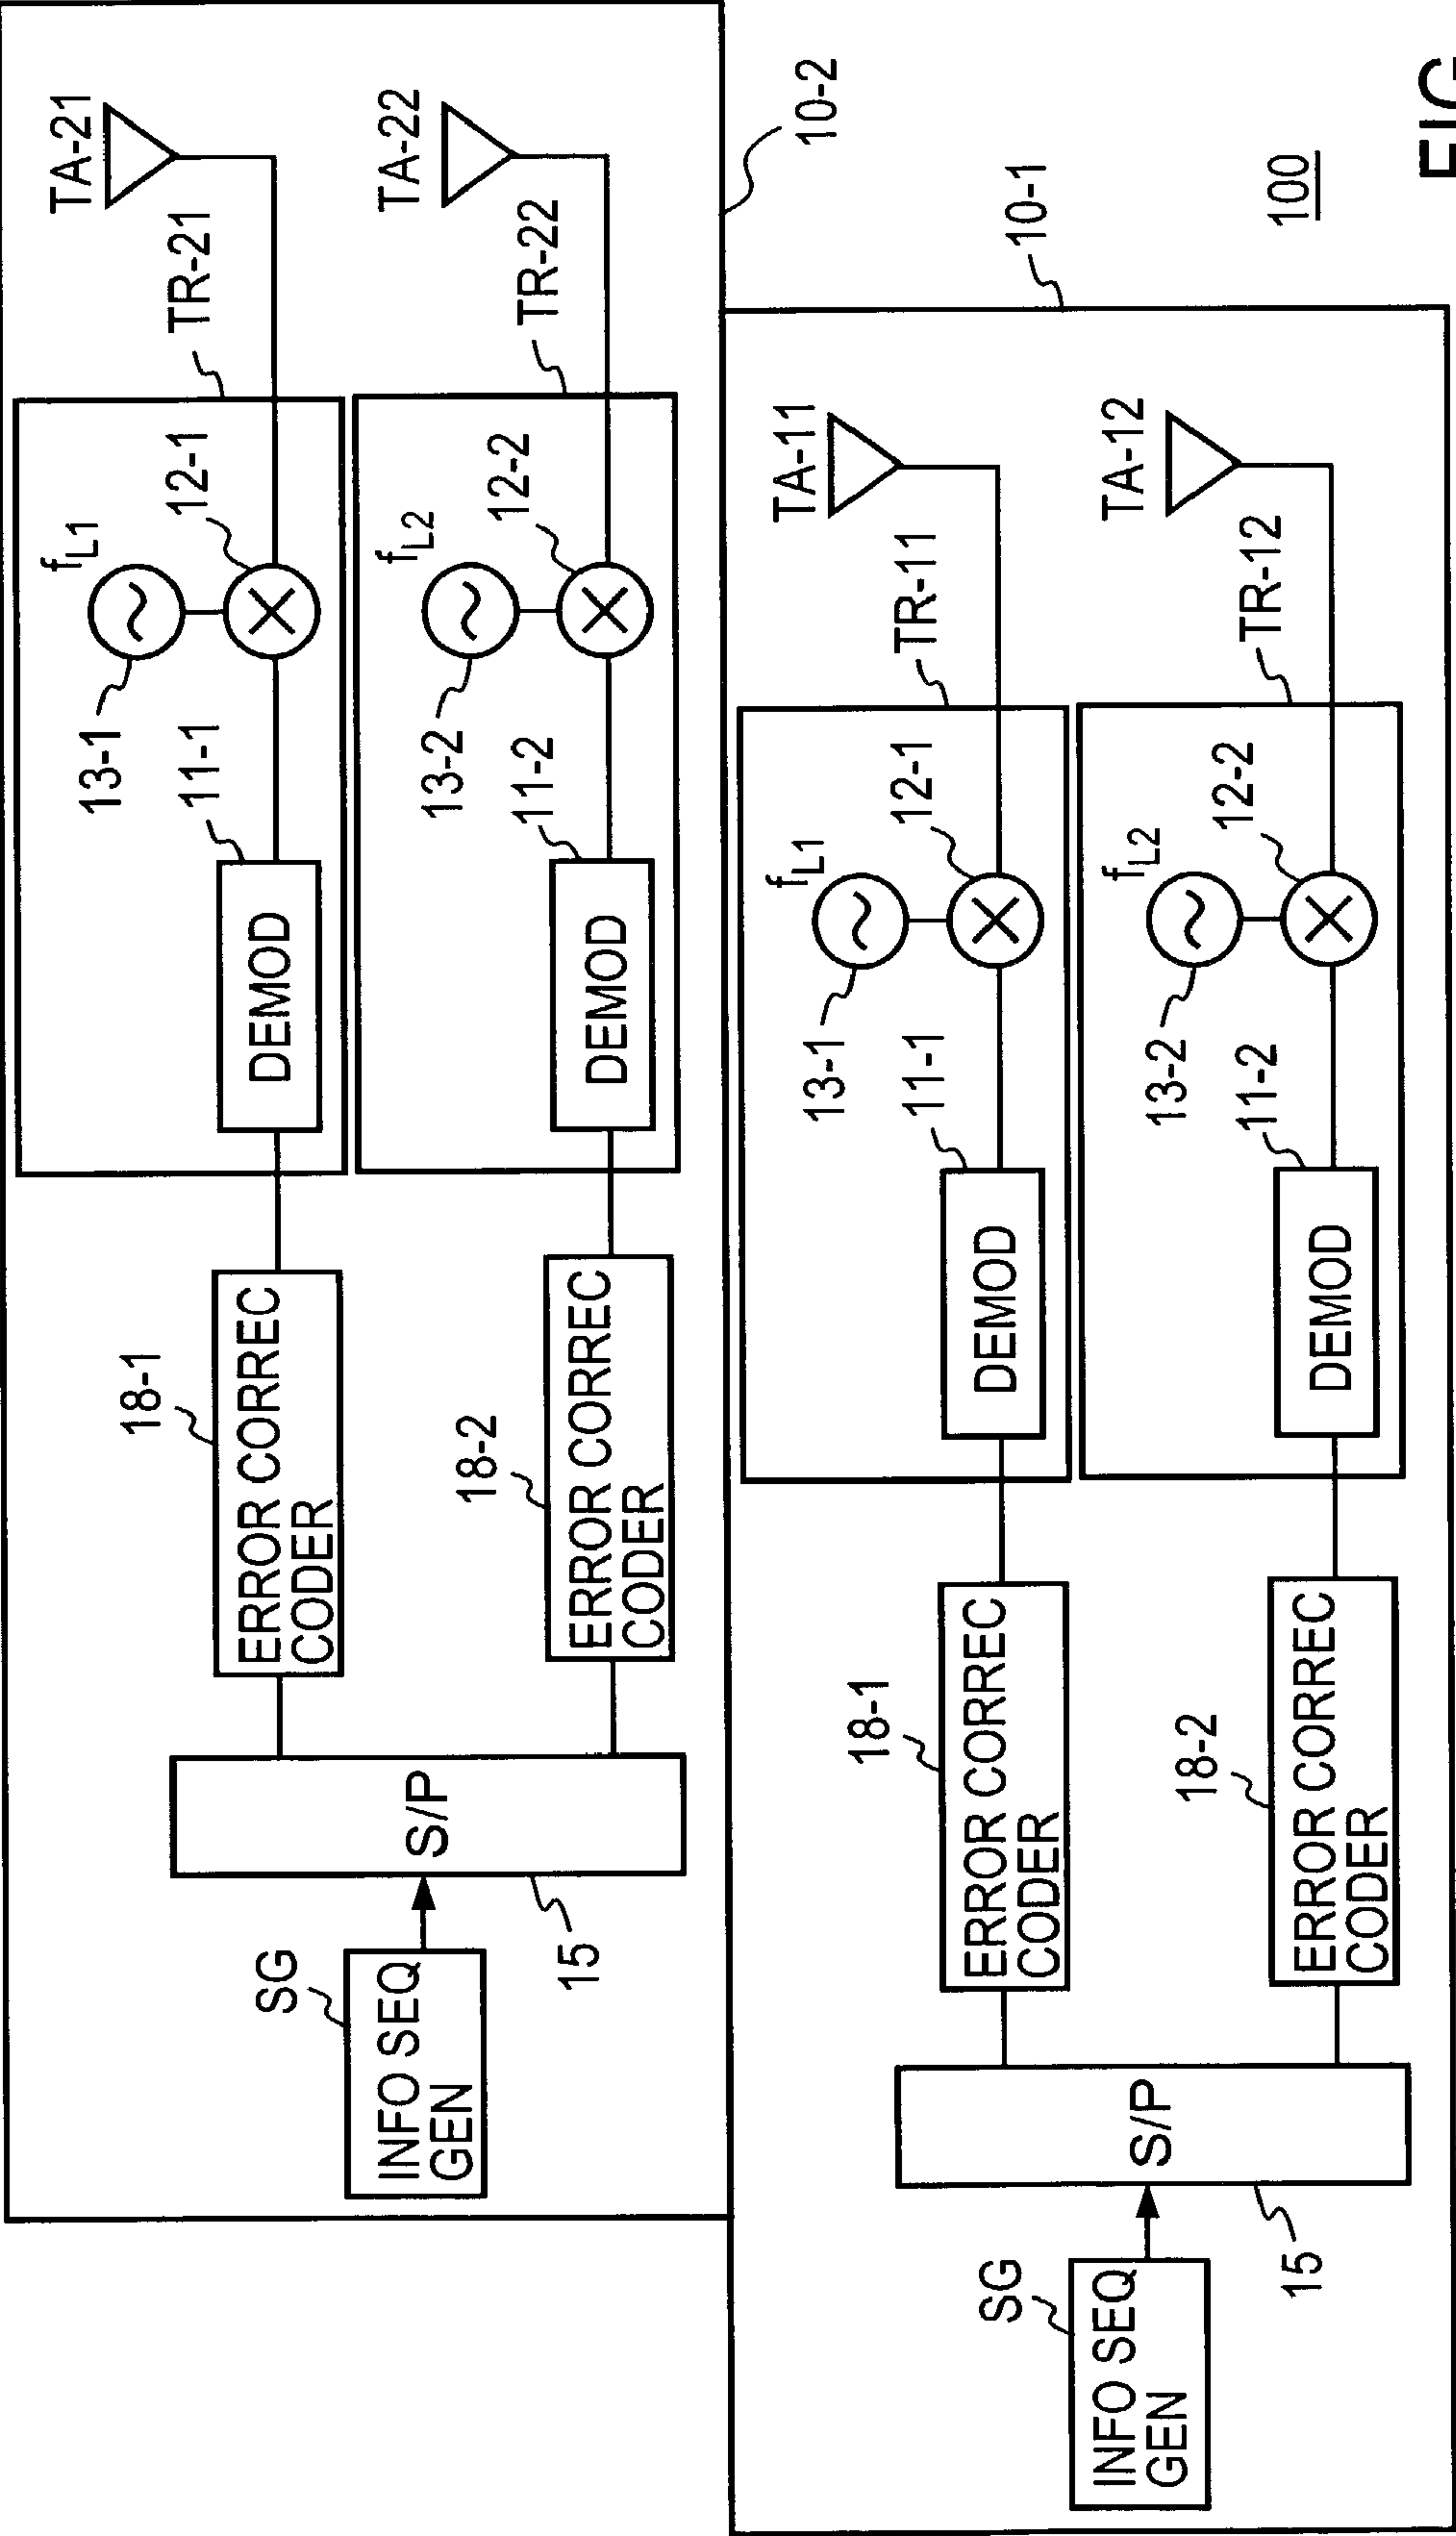 TA-21
TR-21
f L1
12-1
13-1
11-1
DEMOD
18-1
ERROR CORREC
CODER
TA-22
TR-22
f L2
12-2
13-2
11-2
DEMOD
18-2
ERROR CORREC
CODER
S/P
15
SG
INFO SEQ
GEN
10-2
TA-11
TR-11
f L1
12-1
13-1
11-1
DEMOD
18-1
ERROR CORREC
CODER
TA-12
TR-12
f L2
12-2
13-2
11-2
DEMOD
18-2
ERROR CORREC
CODER
S/P
15
SG
INFO SEQ
GEN
10-1
100